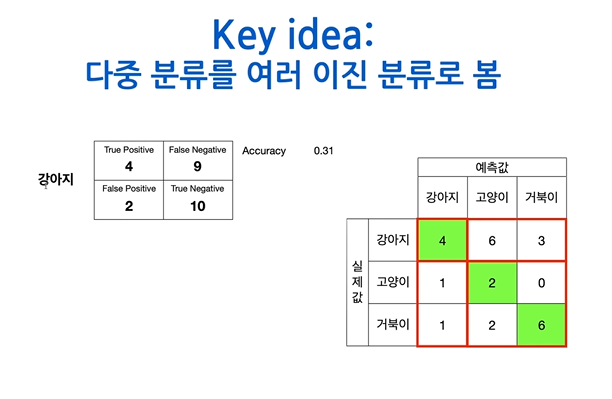 Key idea:
다중 분류를 여러 이진 분류로 봄
강아지
True Positive False Negative
4 9
False Positive True Negative
2 10
Accuracy 0.31
예측값
강아지 고양이 거북이
실제값
강아지 4 6 3
고양이 1 2 0
거북이 1 2 6